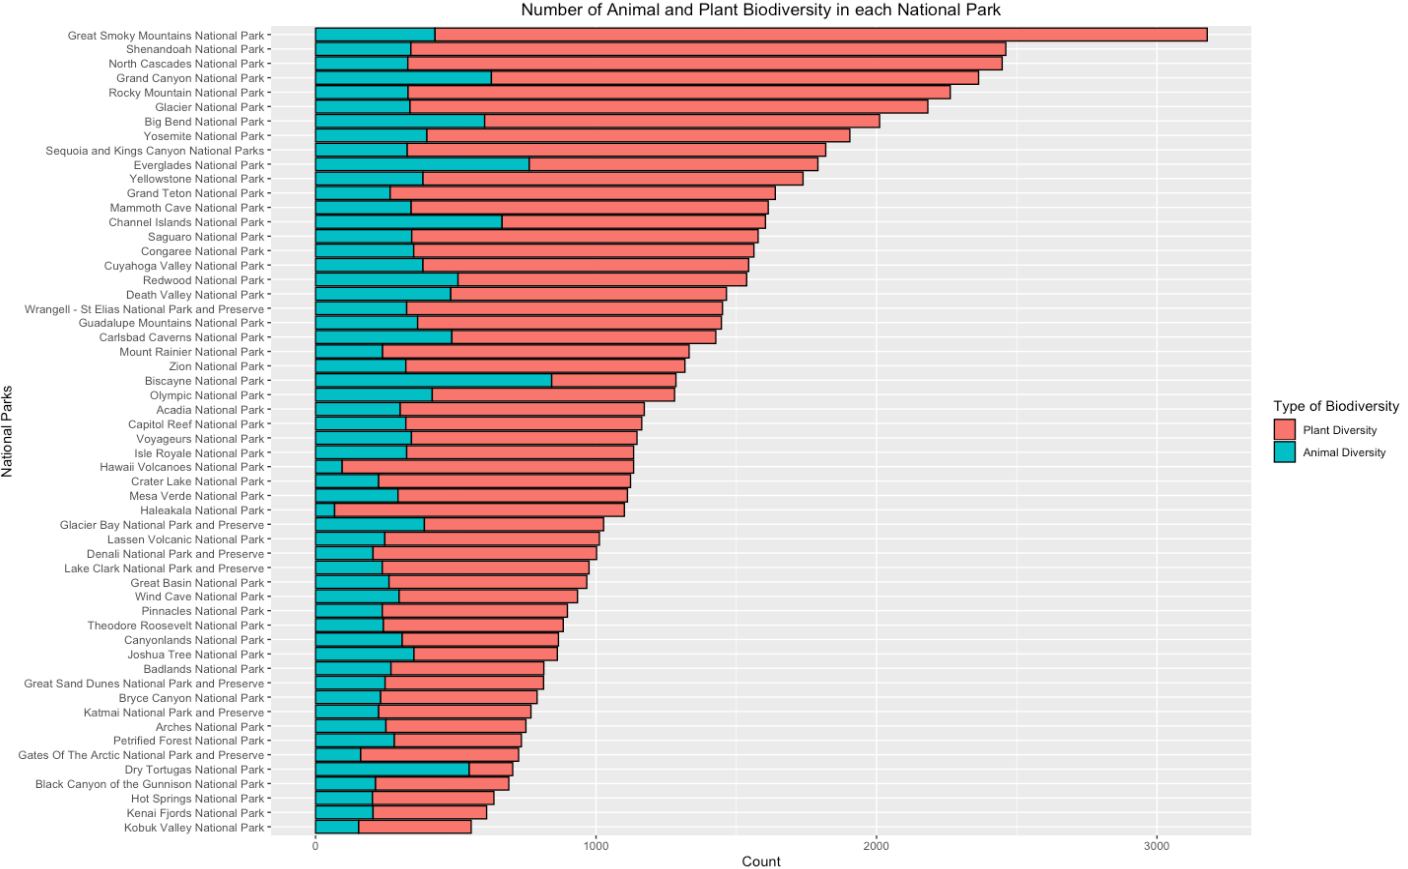 Number of Animal and Plant Biodiversity in each National Park
Great Smoky Mountains National Park
Shenandoah National Park
North Cascades National Park
Grand Canyon National Park
Rocky Mountain National Park
Glacier National Park
Big Bend National Park
Yosemite National Park
Sequoia and Kings Canyon National Parks
Everglades National Park
Yellowstone National Park
Grand Teton National Park
Mammoth Cave National Park
Channel Islands National Park
Saguaro National Park
Congaree National Park
Cuyahoga Valley National Park
Redwood National Park
Death Valley National Park
Wrangell - St Elias National Park and Preserve
Guadalupe Mountains National Park
Carlsbad Caverns National Park
Mount Rainier National Park
Zion National Park
Biscayne National Park
Olympic National Park
Acadia National Park
Capitol Reef National Park
Voyageurs National Park
Isle Royale National Park
Hawaii Volcanoes National Park
Crater Lake National Park
Mesa Verde National Park
Haleakala National Park
Glacier Bay National Park and Preserve
Lassen Volcanic National Park
Denali National Park and Preserve
Lake Clark National Park and Preserve
Great Basin National Park
Wind Cave National Park
Pinnacles National Park
Theodore Roosevelt National Park
Canyonlands National Park
Joshua Tree National Park
Badlands National Park
Great Sand Dunes National Park and Preserve
Bryce Canyon National Park
Katmai National Park and Preserve
Arches National Park
Petrified Forest National Park
Gates Of The Arctic National Park and Preserve
Dry Tortugas National Park
Black Canyon of the Gunnison National Park
Hot Springs National Park
Kenai Fjords National Park
Kobuk Valley National Park
National Parks
0 1000 2000 3000
Count
Type of Biodiversity
Plant Diversity
Animal Diversity